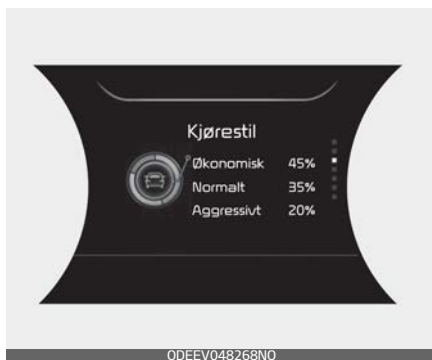 Kjørestil
Økonomisk 45%
Normalt 35%
Aggressivt 20%
ODEEV048268NO